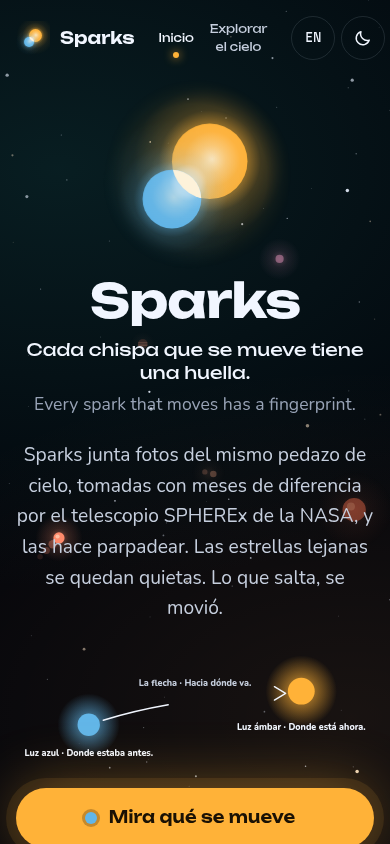 Sparks
Inicio
Explorar
el cielo
EN
Sparks
Cada chispa que se mueve tiene
una huella.
Every spark that moves has a fingerprint.
Sparks junta fotos del mismo pedazo de
cielo, tomadas con meses de diferencia
por el telescopio SPHEREx de la NASA, y
las hace parpadear. Las estrellas lejanas
se quedan quietas. Lo que salta, se
movió.
La flecha · Hacia dónde va.
Luz ámbar · Donde está ahora.
Luz azul · Donde estaba antes.
Mira qué se mueve